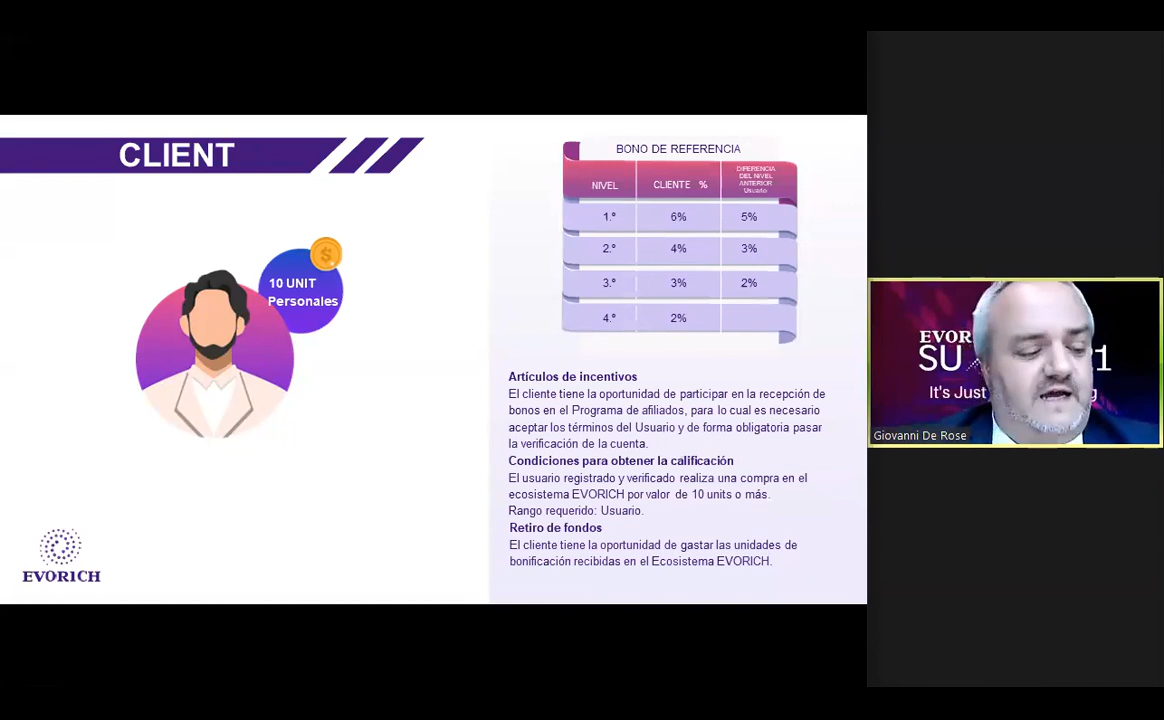 CLIENT
10 UNIT
Personales
EVORICH
BONO DE REFERENCIA
NIVEL CLIENTE % DIFERENCIA
DEL NIVEL
ANTERIOR
Usuario
1.º 6% 5%
2.º 4% 3%
3.º 3% 2%
4.º 2%
Artículos de incentivos
El cliente tiene la oportunidad de participar en la recepción de
bonos en el Programa de afiliados, para lo cual es necesario
aceptar los términos del Usuario y de forma obligatoria pasar
la verificación de la cuenta.
Condiciones para obtener la calificación
El usuario registrado y verificado realiza una compra en el
ecosistema EVORICH por valor de 10 units o más.
Rango requerido: Usuario.
Retiro de fondos
El cliente tiene la oportunidad de gastar las unidades de
bonificación recibidas en el Ecosistema EVORICH.
EVOR
SU
It's Just
Giovanni De Rose